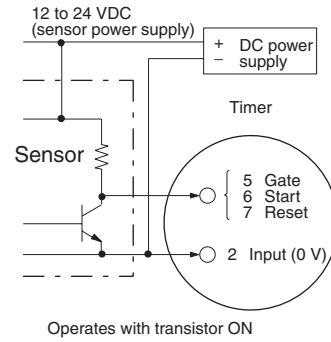 12 to 24 VDC
(sensor power supply)
+ DC power
− supply
Timer
Sensor
5 Gate
6 Start
7 Reset
2 Input (0 V)
Operates with transistor ON